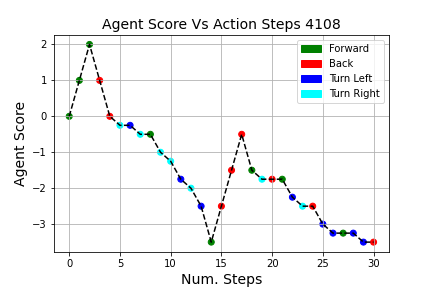 Agent Score Vs Action Steps 4108
Forward
Back
Turn Left
Turn Right
Agent Score
2
1
0
−1
−2
−3
0 5 10 15 20 25 30
Num. Steps